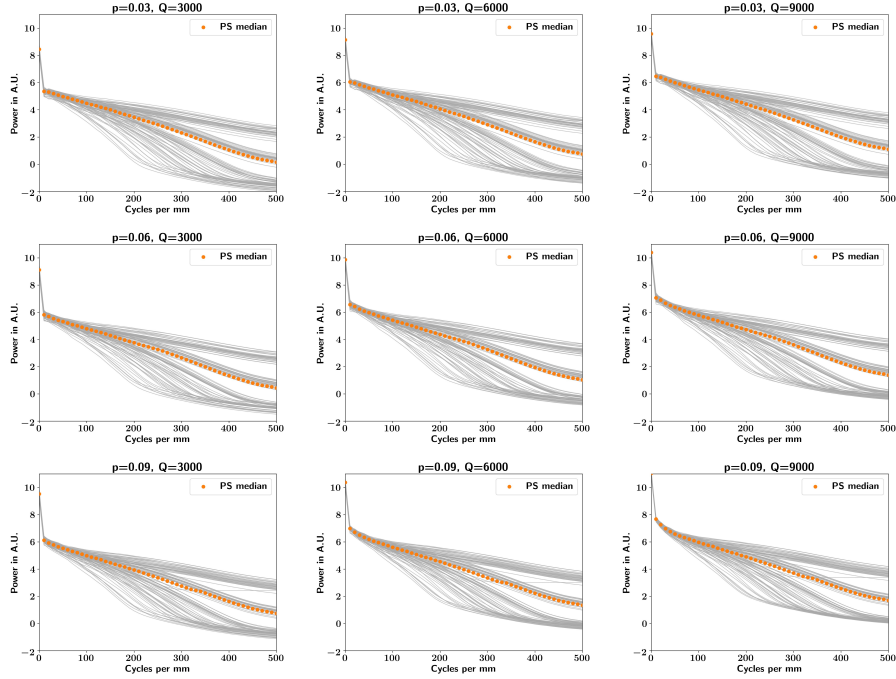 p=0.03, Q=3000
p=0.03, Q=6000
p=0.03, Q=9000
PS median
PS median
PS median
Power in A.U.
10
8
6
4
2
0
−2
Power in A.U.
10
8
6
4
2
0
−2
Power in A.U.
10
8
6
4
2
0
−2
0 100 200 300 400 500
0 100 200 300 400 500
0 100 200 300 400 500
Cycles per mm
Cycles per mm
Cycles per mm
p=0.06, Q=3000
p=0.06, Q=6000
p=0.06, Q=9000
PS median
PS median
PS median
Power in A.U.
10
8
6
4
2
0
−2
Power in A.U.
10
8
6
4
2
0
−2
Power in A.U.
10
8
6
4
2
0
−2
0 100 200 300 400 500
0 100 200 300 400 500
0 100 200 300 400 500
Cycles per mm
Cycles per mm
Cycles per mm
p=0.09, Q=3000
p=0.09, Q=6000
p=0.09, Q=9000
PS median
PS median
PS median
Power in A.U.
10
8
6
4
2
0
−2
Power in A.U.
10
8
6
4
2
0
−2
Power in A.U.
10
8
6
4
2
0
−2
0 100 200 300 400 500
0 100 200 300 400 500
0 100 200 300 400 500
Cycles per mm
Cycles per mm
Cycles per mm